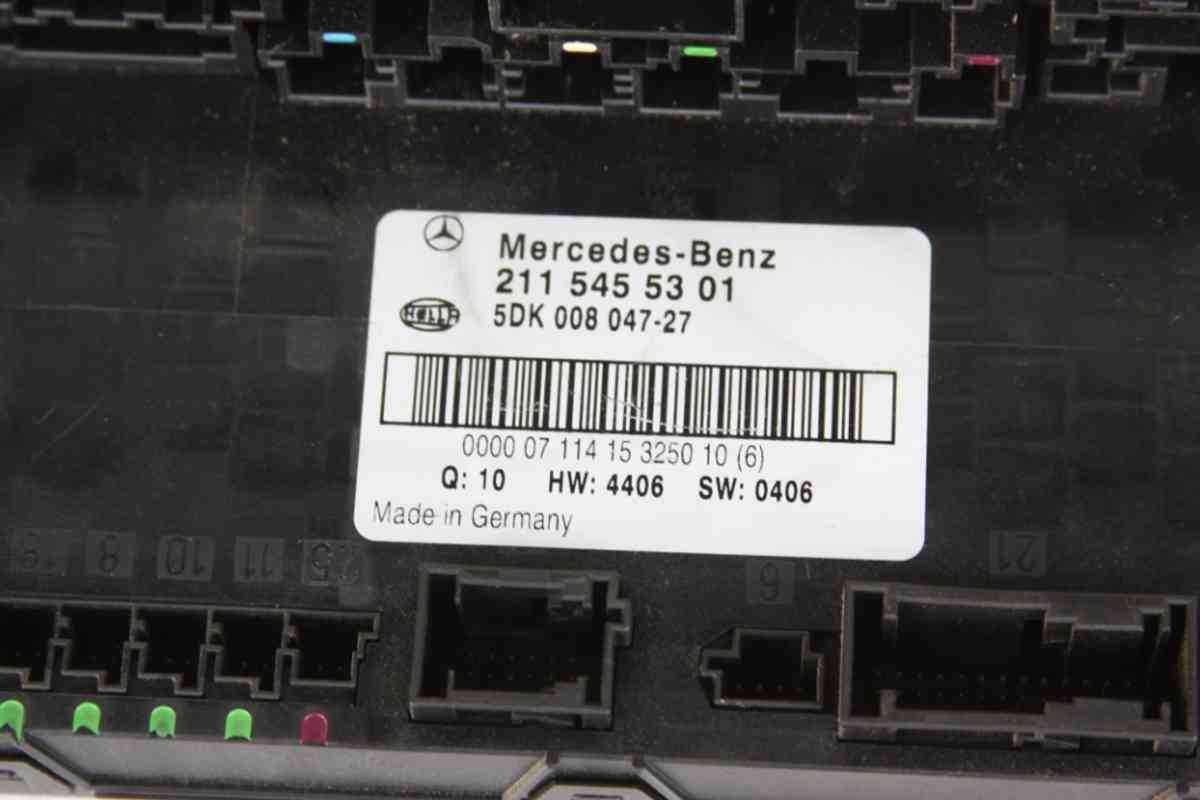 Mercedes-Benz
211 545 53 01
HELLA
5DK 008 047-27
0000 07 114 15 3250 10 (6)
Q: 10 HW: 4406 SW: 0406
Made in Germany
8
10
11
25
6
21